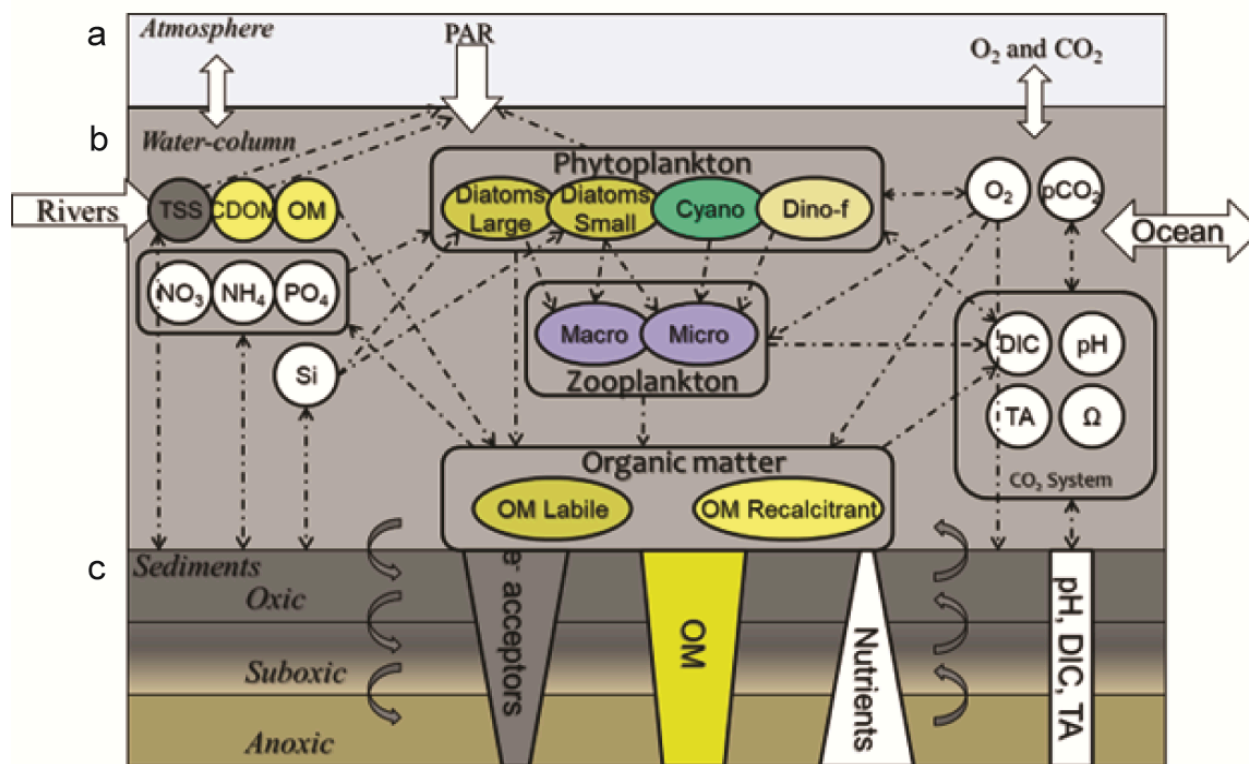 a
Atmosphere
PAR
O₂ and CO₂
b
Water-column
Phytoplankton
Rivers
TSS
CDOM
OM
Diatoms
Large
Diatoms
Small
Cyano
Dino-f
O₂
pCO₂
Ocean
NO₃
NH₄
PO₄
Macro
Micro
Zooplankton
DIC
pH
Si
TA
Ω
Organic matter
CO₂ System
OM Labile
OM Recalcitrant
c
Sediments
Oxic
Suboxic
Anoxic
e⁻ acceptors
OM
Nutrients
pH, DIC, TA